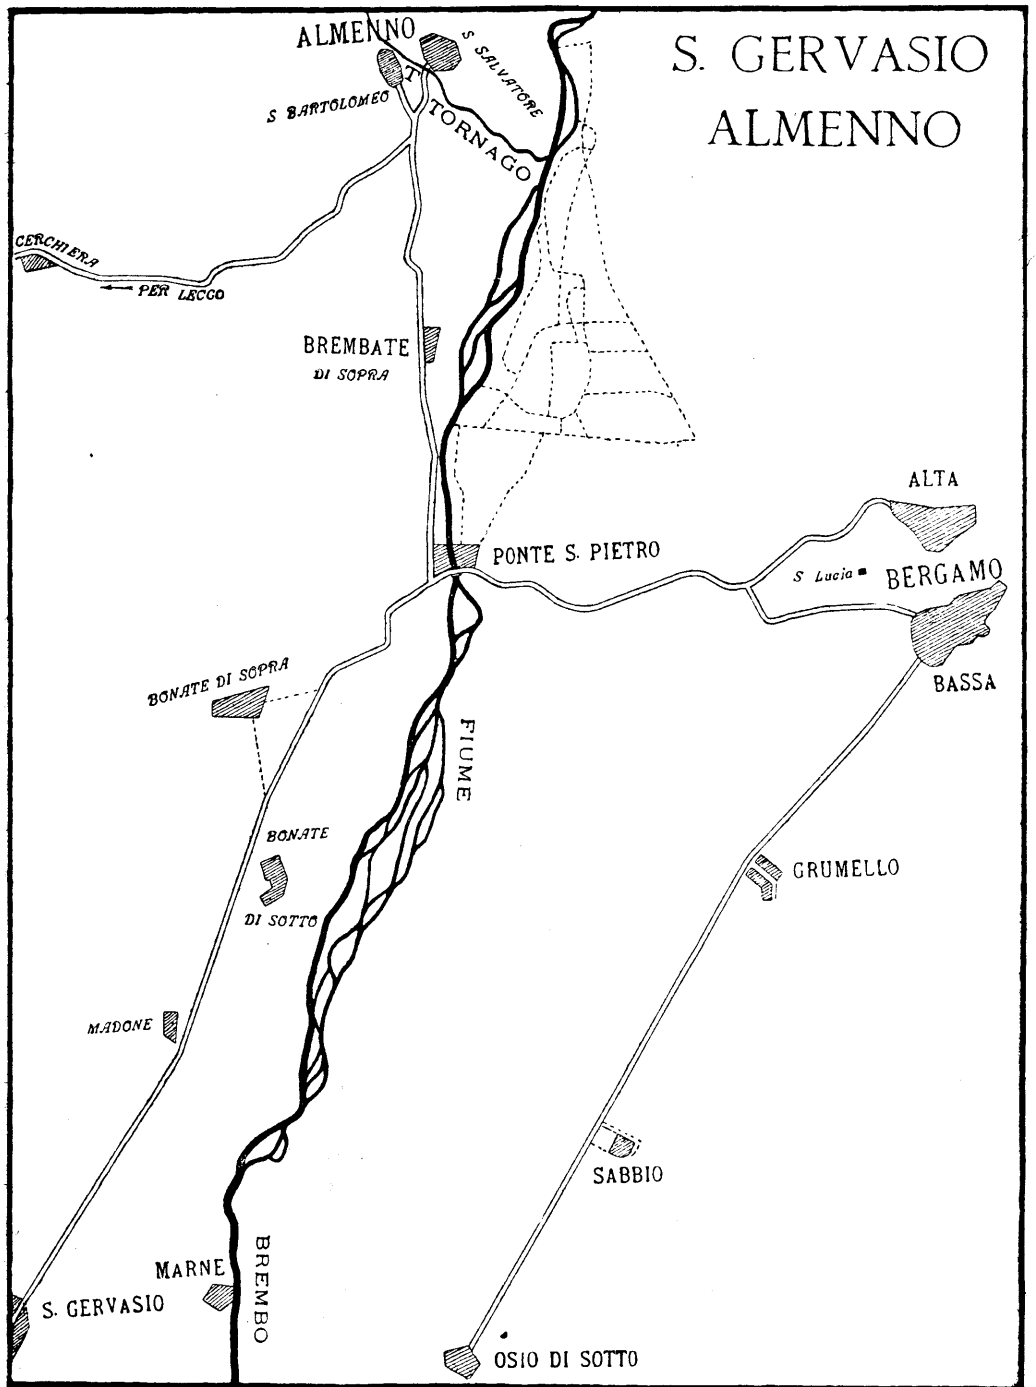 S. GERVASIO
ALMENNO
ALMENNO
S SALVATORE
S BARTOLOMEO
T TORNAGO
CERCHIERA
PER LECCO
BREMBATE
DI SOPRA
ALTA
PONTE S. PIETRO
S Lucia
BERGAMO
BASSA
BONATE DI SOPRA
FIUME
BONATE
DI SOTTO
GRUMELLO
MADONE
SABBIO
BREMBO
MARNE
S. GERVASIO
OSIO DI SOTTO